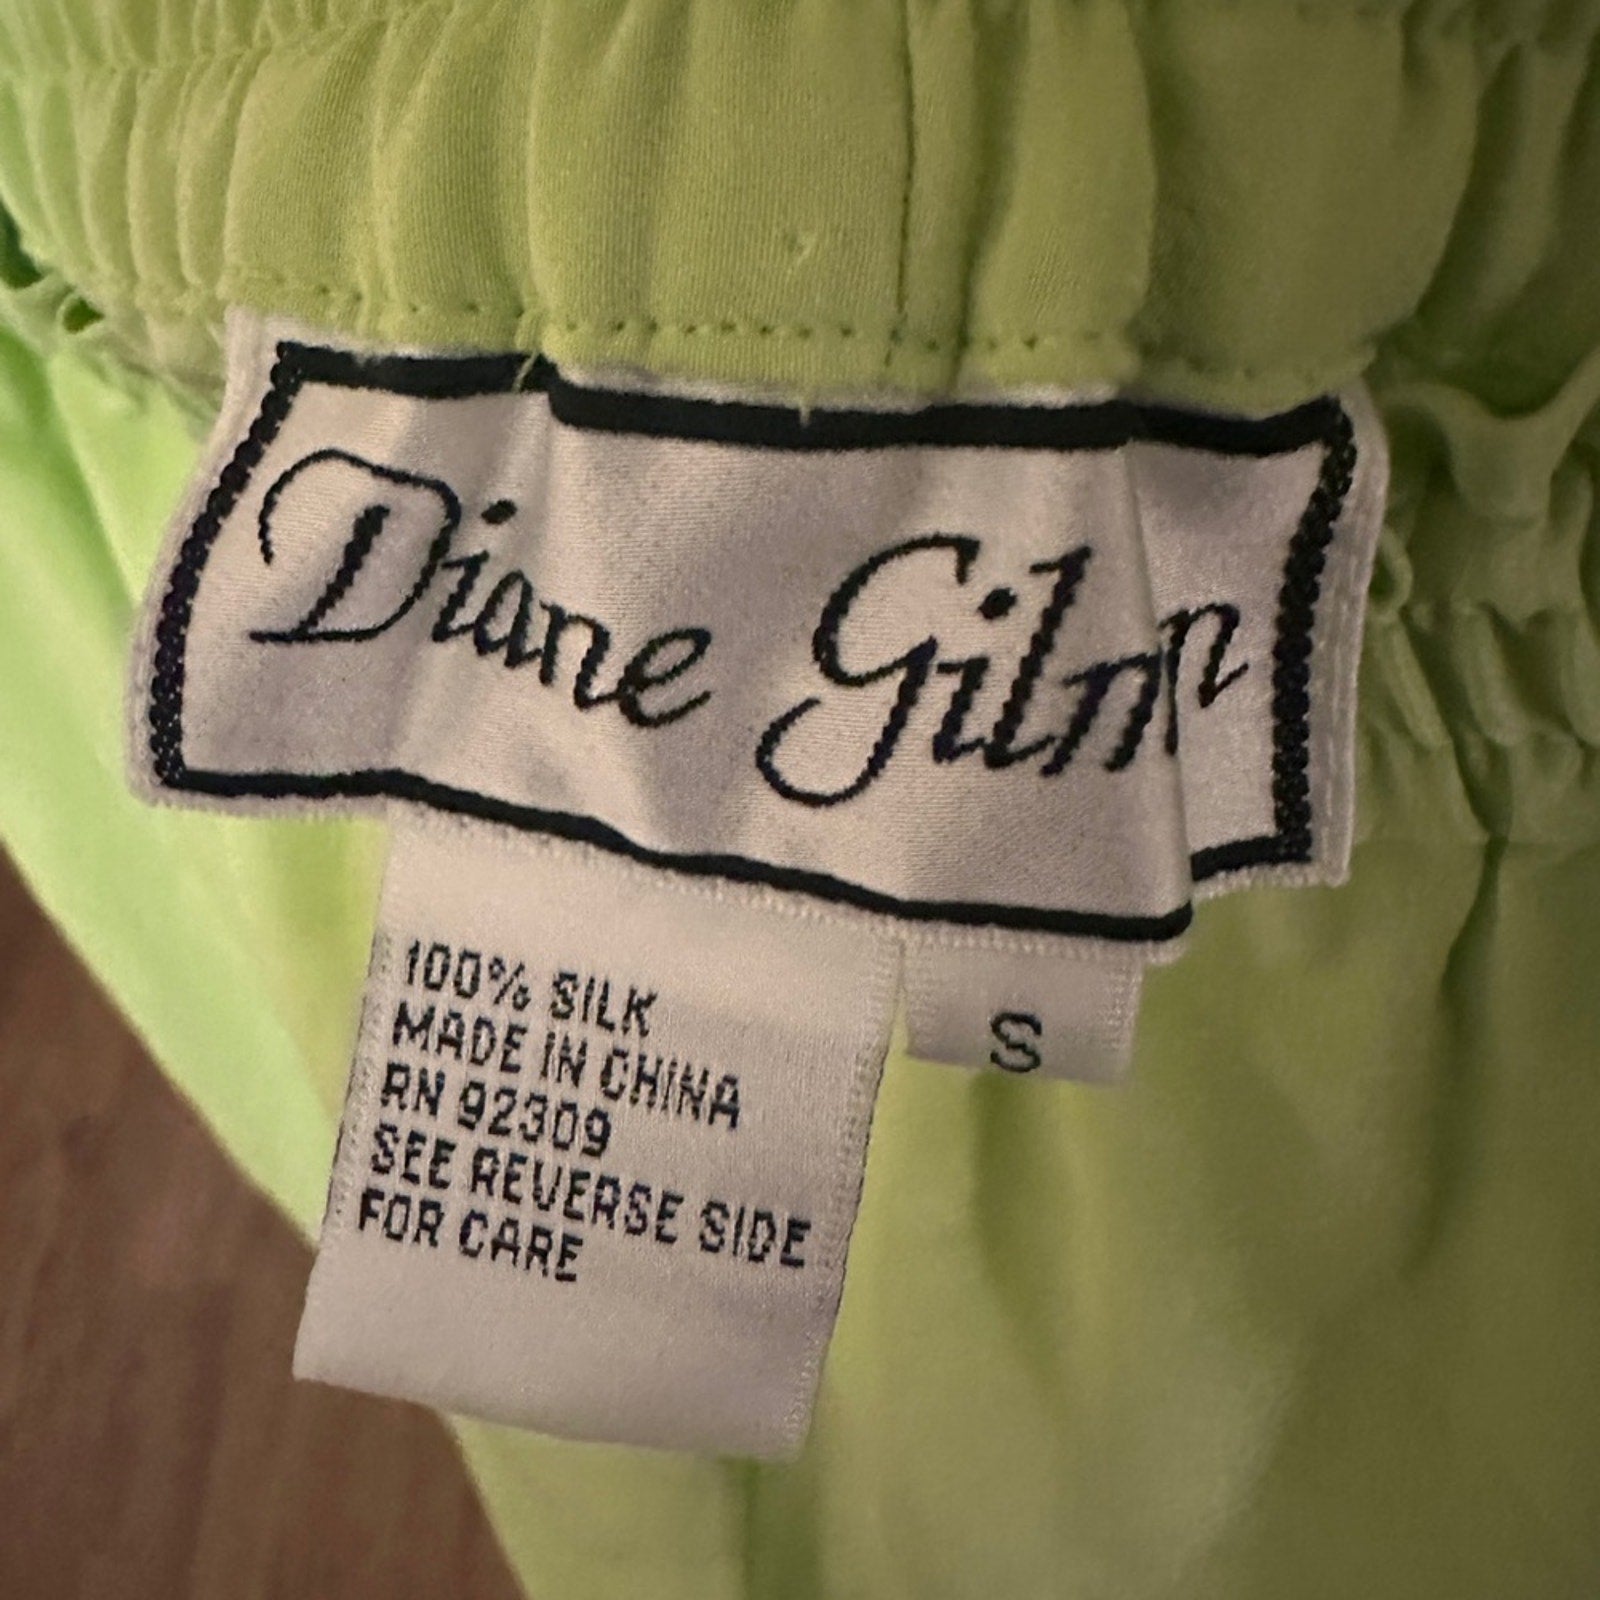 Diane Gilm n
100% SILK
MADE IN CHINA
RN 92309
SEE REVERSE SIDE
FOR CARE
S